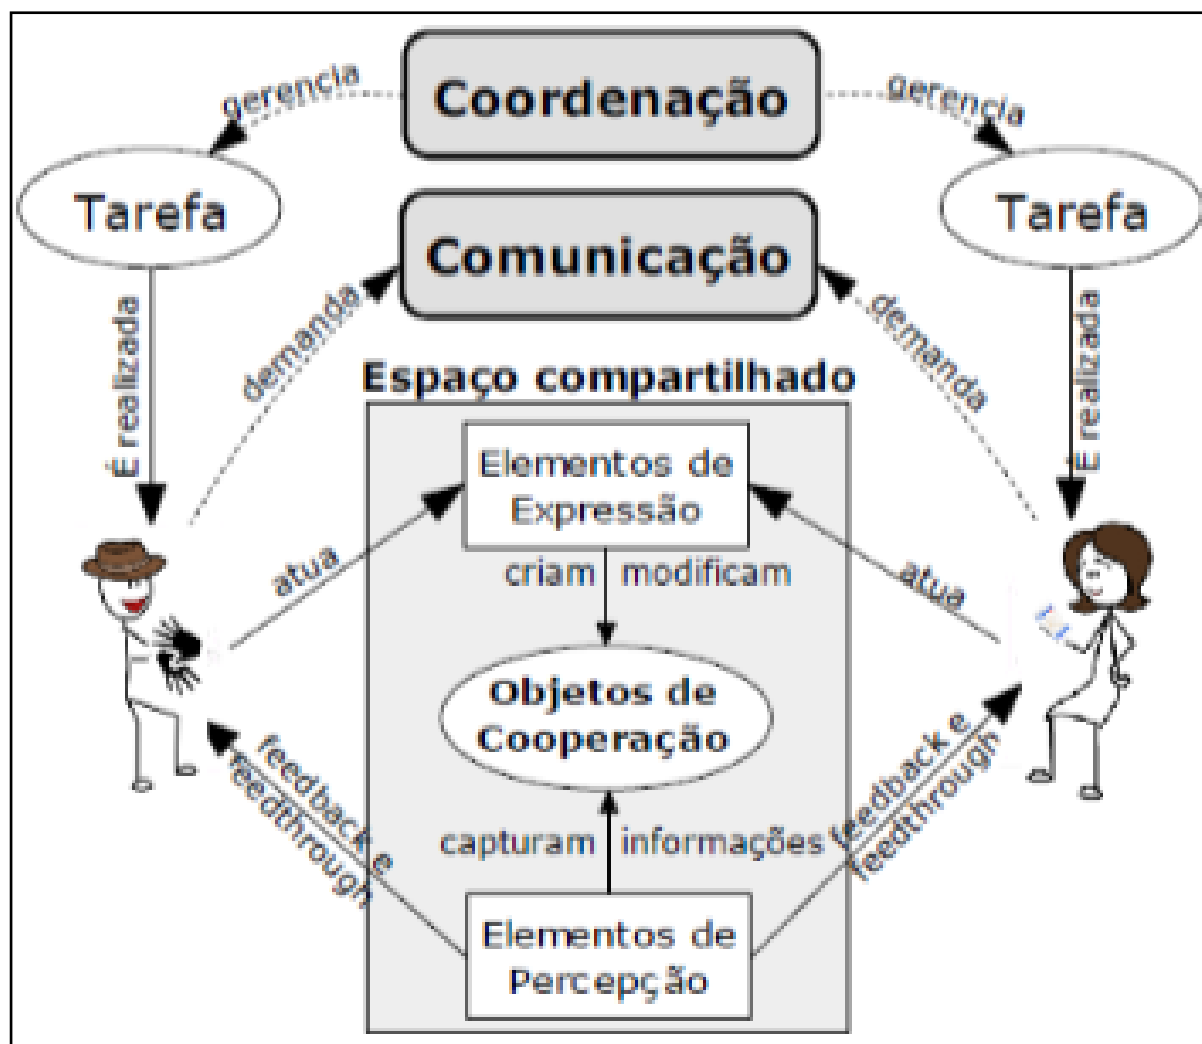 Coordenação
gerencia
gerencia
Tarefa
Tarefa
Comunicação
É realizada
demanda
demanda
É realizada
Espaço compartilhado
Elementos de
Expressão
atua
atua
criam modificam
Objetos de
Cooperação
feedback e
feedthrough
feedback e
feedthrough
capturam informações
Elementos de
Percepção